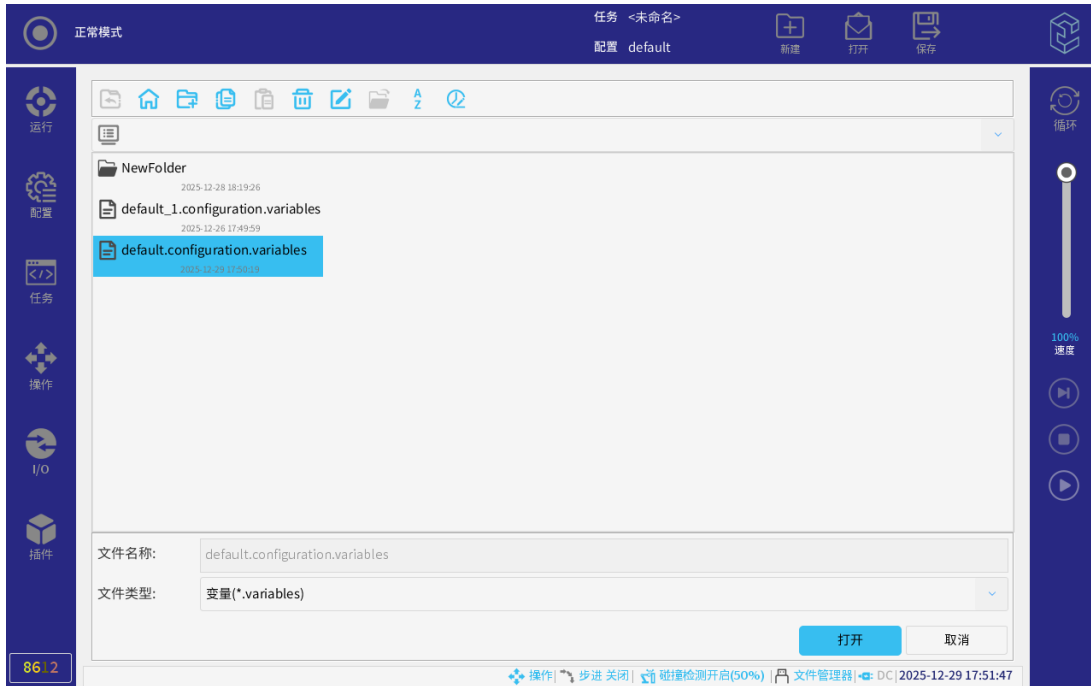 正常模式
任务 <未命名>
配置 default
新建
打开
保存
运行
配置
任务
操作
I/O
插件
8612
A
Z
NewFolder
2025-12-28 18:19:26
default_1.configuration.variables
2025-12-26 17:49:59
default.configuration.variables
2025-12-29 17:50:19
文件名称: default.configuration.variables
文件类型: 变量(*.variables)
打开 取消
循环
100%
速度
操作| 步进 关闭| 碰撞检测开启(50%) | 文件管理器| DC|2025-12-29 17:51:47